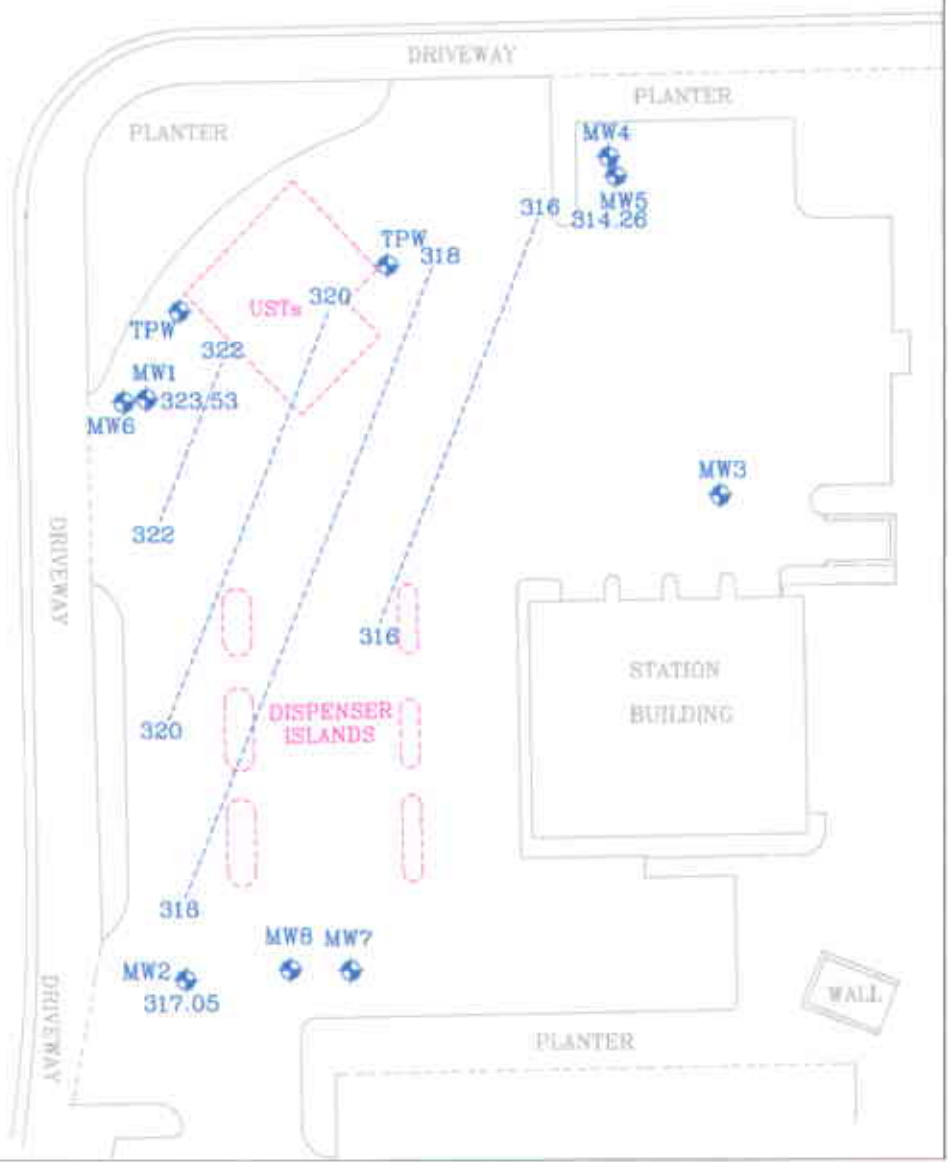 DRIVEWAY
PLANTER
PLANTER
MW4
MW5
314.26
316
TPW
318
USTs
320
TPW
322
MW1
323.53
MW6
MW3
322
DRIVEWAY
316
STATION
BUILDING
320
DISPENSER
ISLANDS
318
MW8
MW7
MW2
317.05
DRIVEWAY
WALL
PLANTER